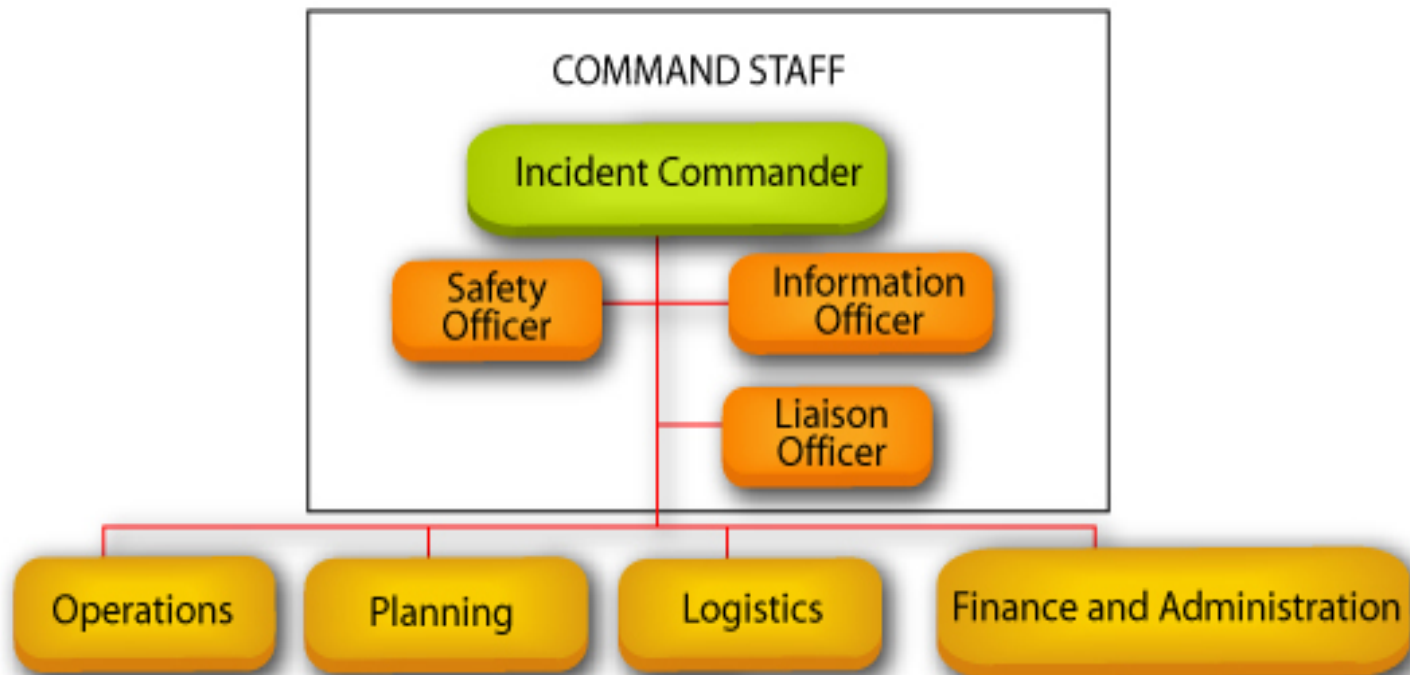 COMMAND STAFF
Incident Commander
Safety
Officer
Information
Officer
Liaison
Officer
Operations
Planning
Logistics
Finance and Administration